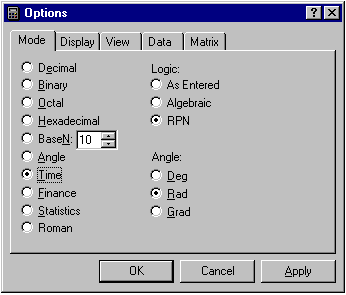 Options
Mode Display View Data Matrix
Decimal
Binary
Octal
Hexadecimal
BaseN: 10
Angle
Time
Finance
Statistics
Roman
Logic:
As Entered
Algebraic
RPN
Angle:
Deg
Rad
Grad
OK Cancel Apply